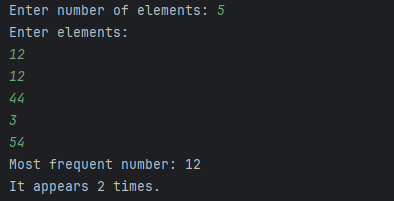 Enter number of elements: 5
Enter elements:
12
12
44
3
54
Most frequent number: 12
It appears 2 times.